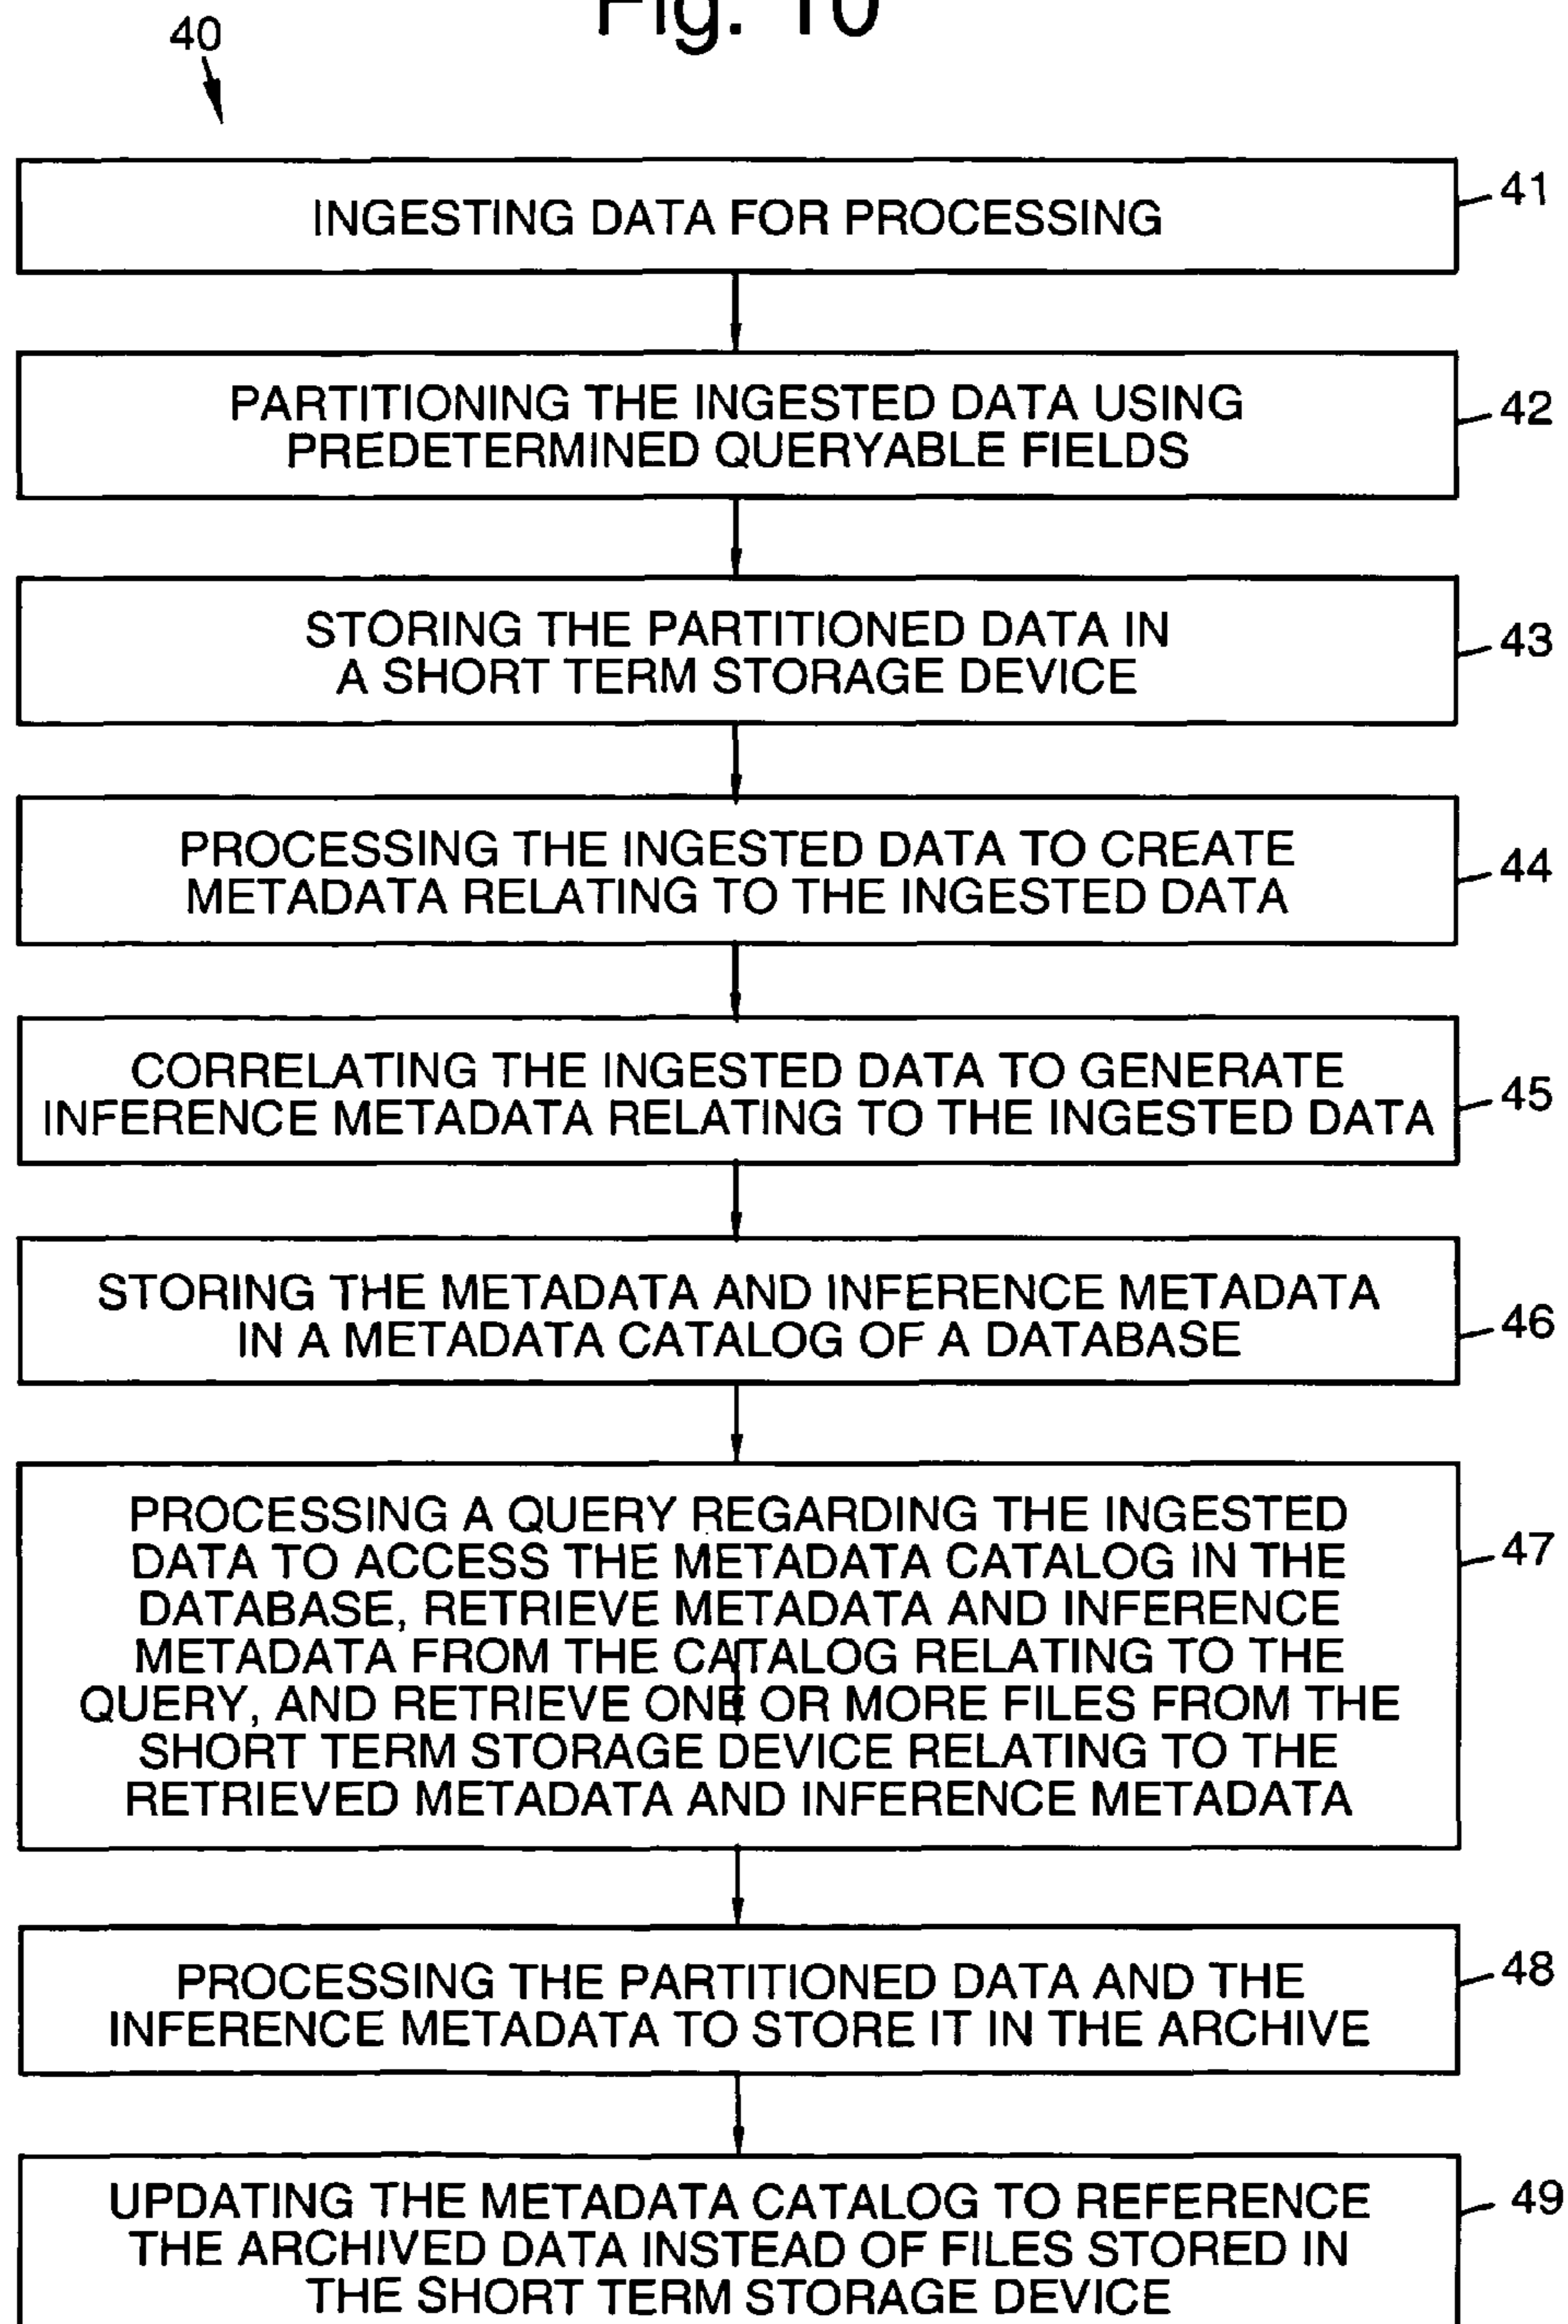 Fig. 10
40
INGESTING DATA FOR PROCESSING
41
PARTITIONING THE INGESTED DATA USING
PREDETERMINED QUERYABLE FIELDS
42
STORING THE PARTITIONED DATA IN
A SHORT TERM STORAGE DEVICE
43
PROCESSING THE INGESTED DATA TO CREATE
METADATA RELATING TO THE INGESTED DATA
44
CORRELATING THE INGESTED DATA TO GENERATE
INFERENCE METADATA RELATING TO THE INGESTED DATA
45
STORING THE METADATA AND INFERENCE METADATA
IN A METADATA CATALOG OF A DATABASE
46
PROCESSING A QUERY REGARDING THE INGESTED
DATA TO ACCESS THE METADATA CATALOG IN THE
DATABASE, RETRIEVE METADATA AND INFERENCE
METADATA FROM THE CATALOG RELATING TO THE
QUERY, AND RETRIEVE ONE OR MORE FILES FROM THE
SHORT TERM STORAGE DEVICE RELATING TO THE
RETRIEVED METADATA AND INFERENCE METADATA
47
PROCESSING THE PARTITIONED DATA AND THE
INFERENCE METADATA TO STORE IT IN THE ARCHIVE
48
UPDATING THE METADATA CATALOG TO REFERENCE
THE ARCHIVED DATA INSTEAD OF FILES STORED IN
THE SHORT TERM STORAGE DEVICE
49